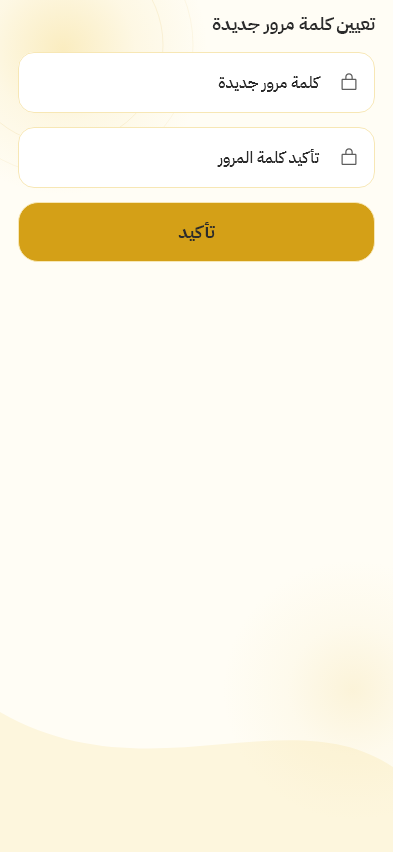 تعيين كلمة مرور جديدة
كلمة مرور جديدة
تأكيد كلمة المرور
تأكيد